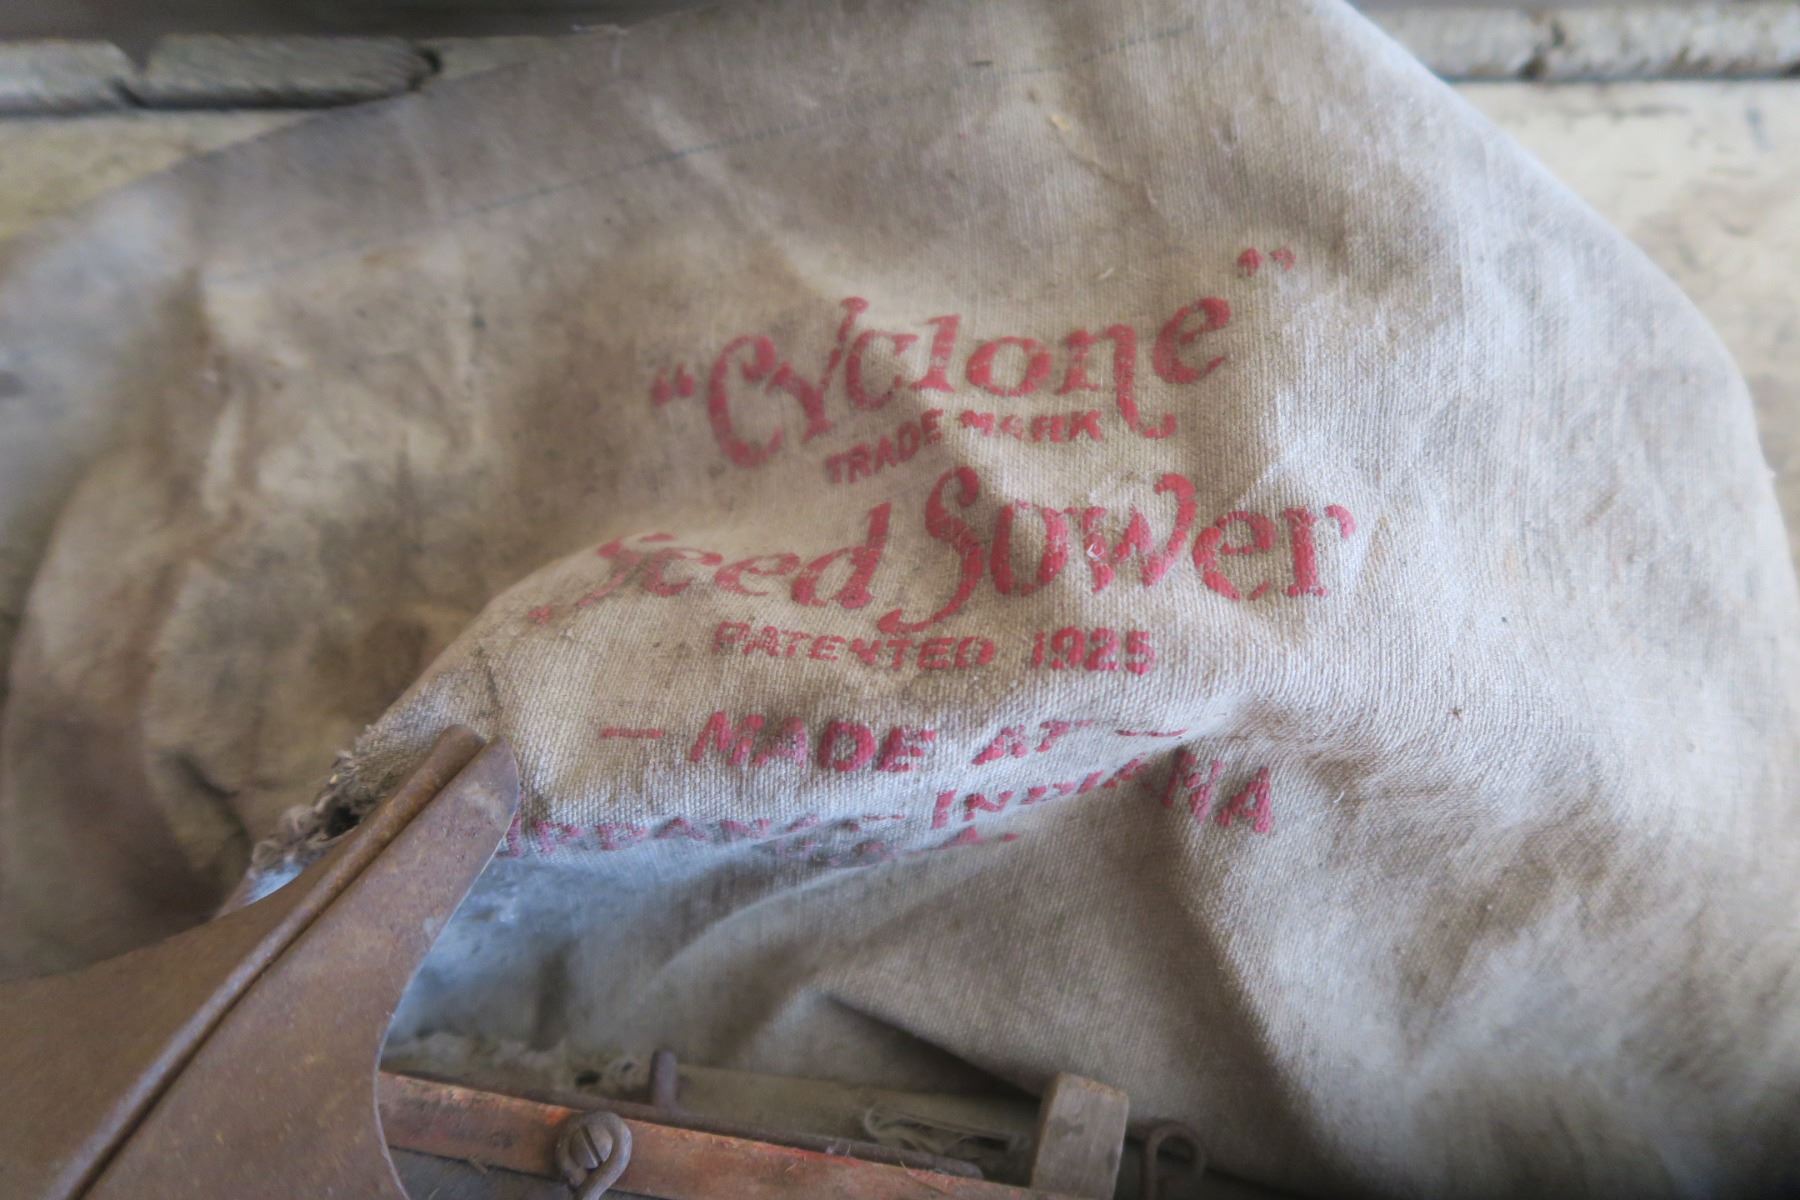 "Cyclone"
TRADE MARK
Seed Sower
PATENTED 1925
— MADE AT —
INDIANA